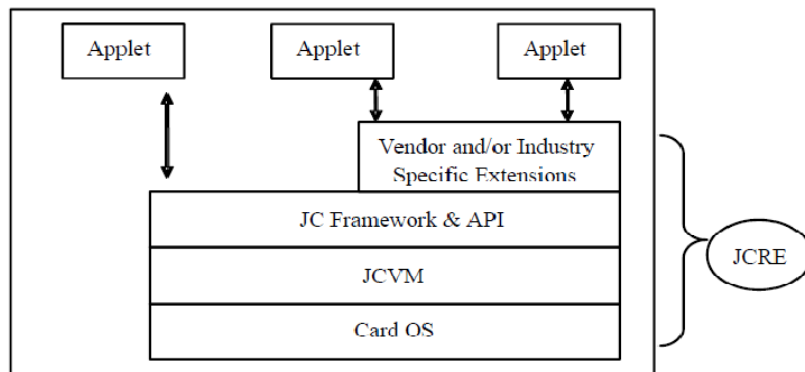 Applet
Applet
Applet
Vendor and/or Industry
Specific Extensions
JC Framework & API
JCVM
Card OS
JCRE